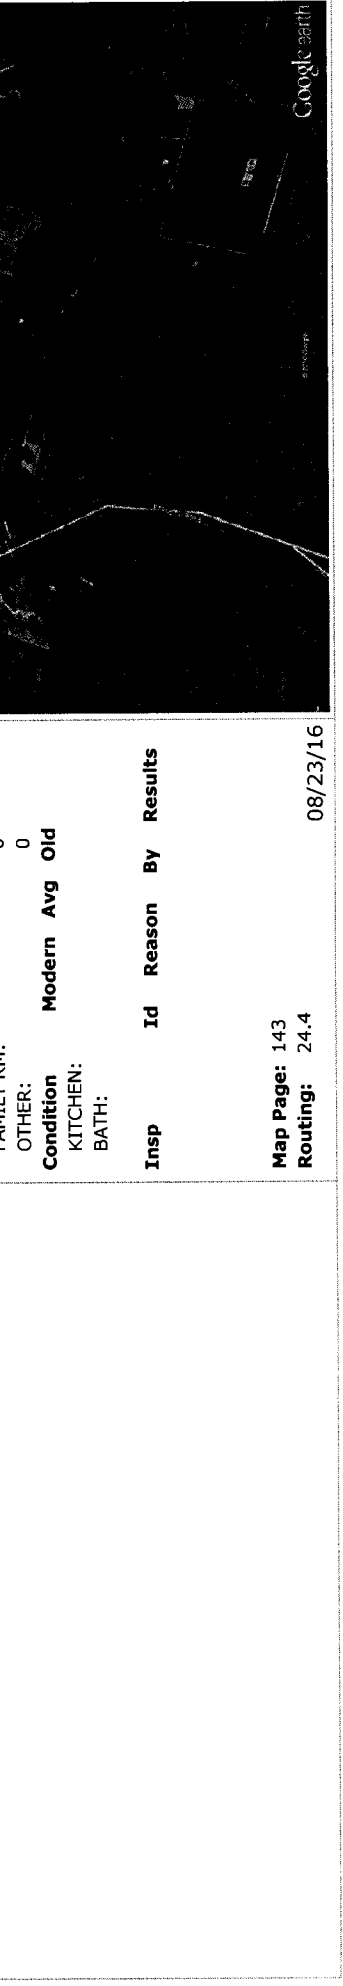 OTHER: 0
Condition Modern Avg Old
KITCHEN:
BATH:
Insp Id Reason By Results
Map Page: 143
Routing: 24.4
08/23/16
Google earth